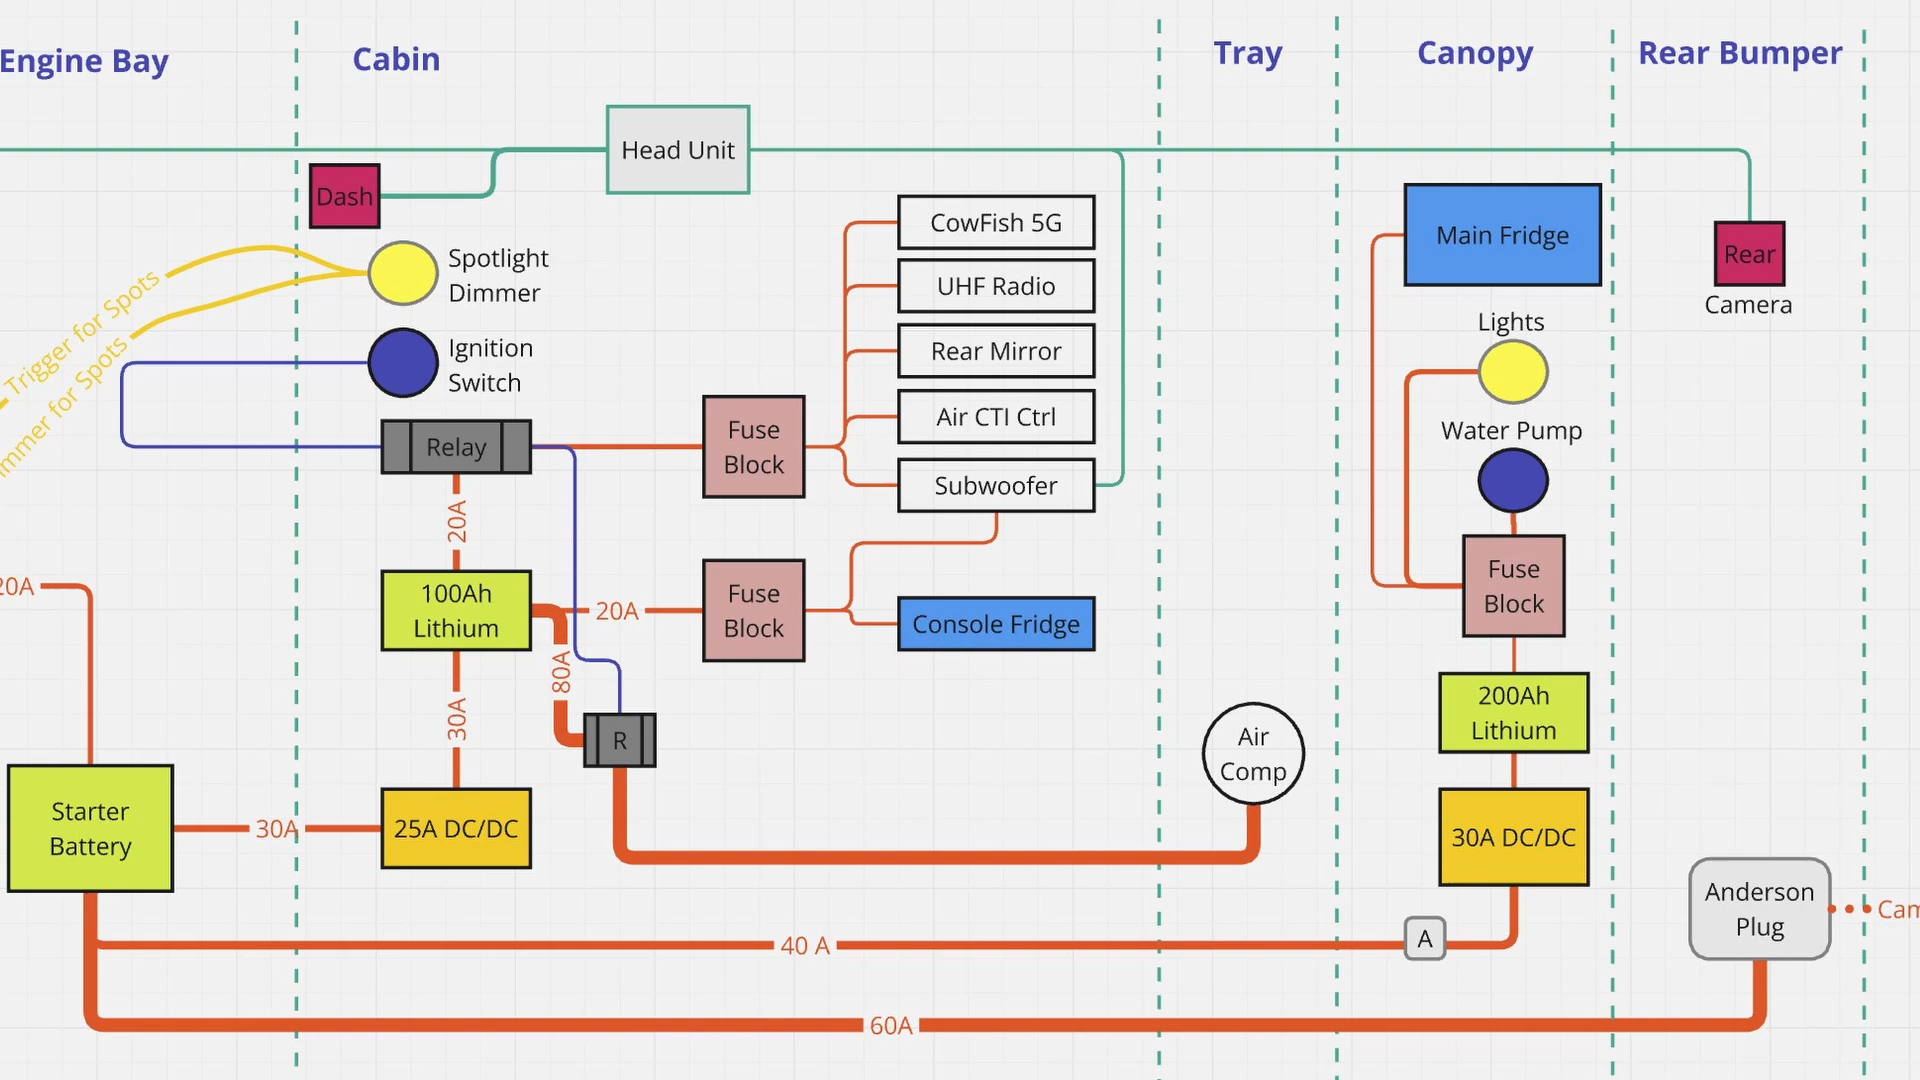 Engine Bay
Cabin
Tray
Canopy
Rear Bumper
Head Unit
Dash
Spotlight
Dimmer
Trigger for Spots
for Spots
Ignition
Switch
Relay
Fuse
Block
CowFish 5G
UHF Radio
Rear Mirror
Air CTI Ctrl
Subwoofer
Main Fridge
Rear
Camera
Lights
Water Pump
Fuse
Block
20A
20A
100Ah
Lithium
20A
Fuse
Block
Console Fridge
80A
30A
R
200Ah
Lithium
Air
Comp
Starter
Battery
30A
25A DC/DC
30A DC/DC
Anderson
Plug
A
40 A
60A